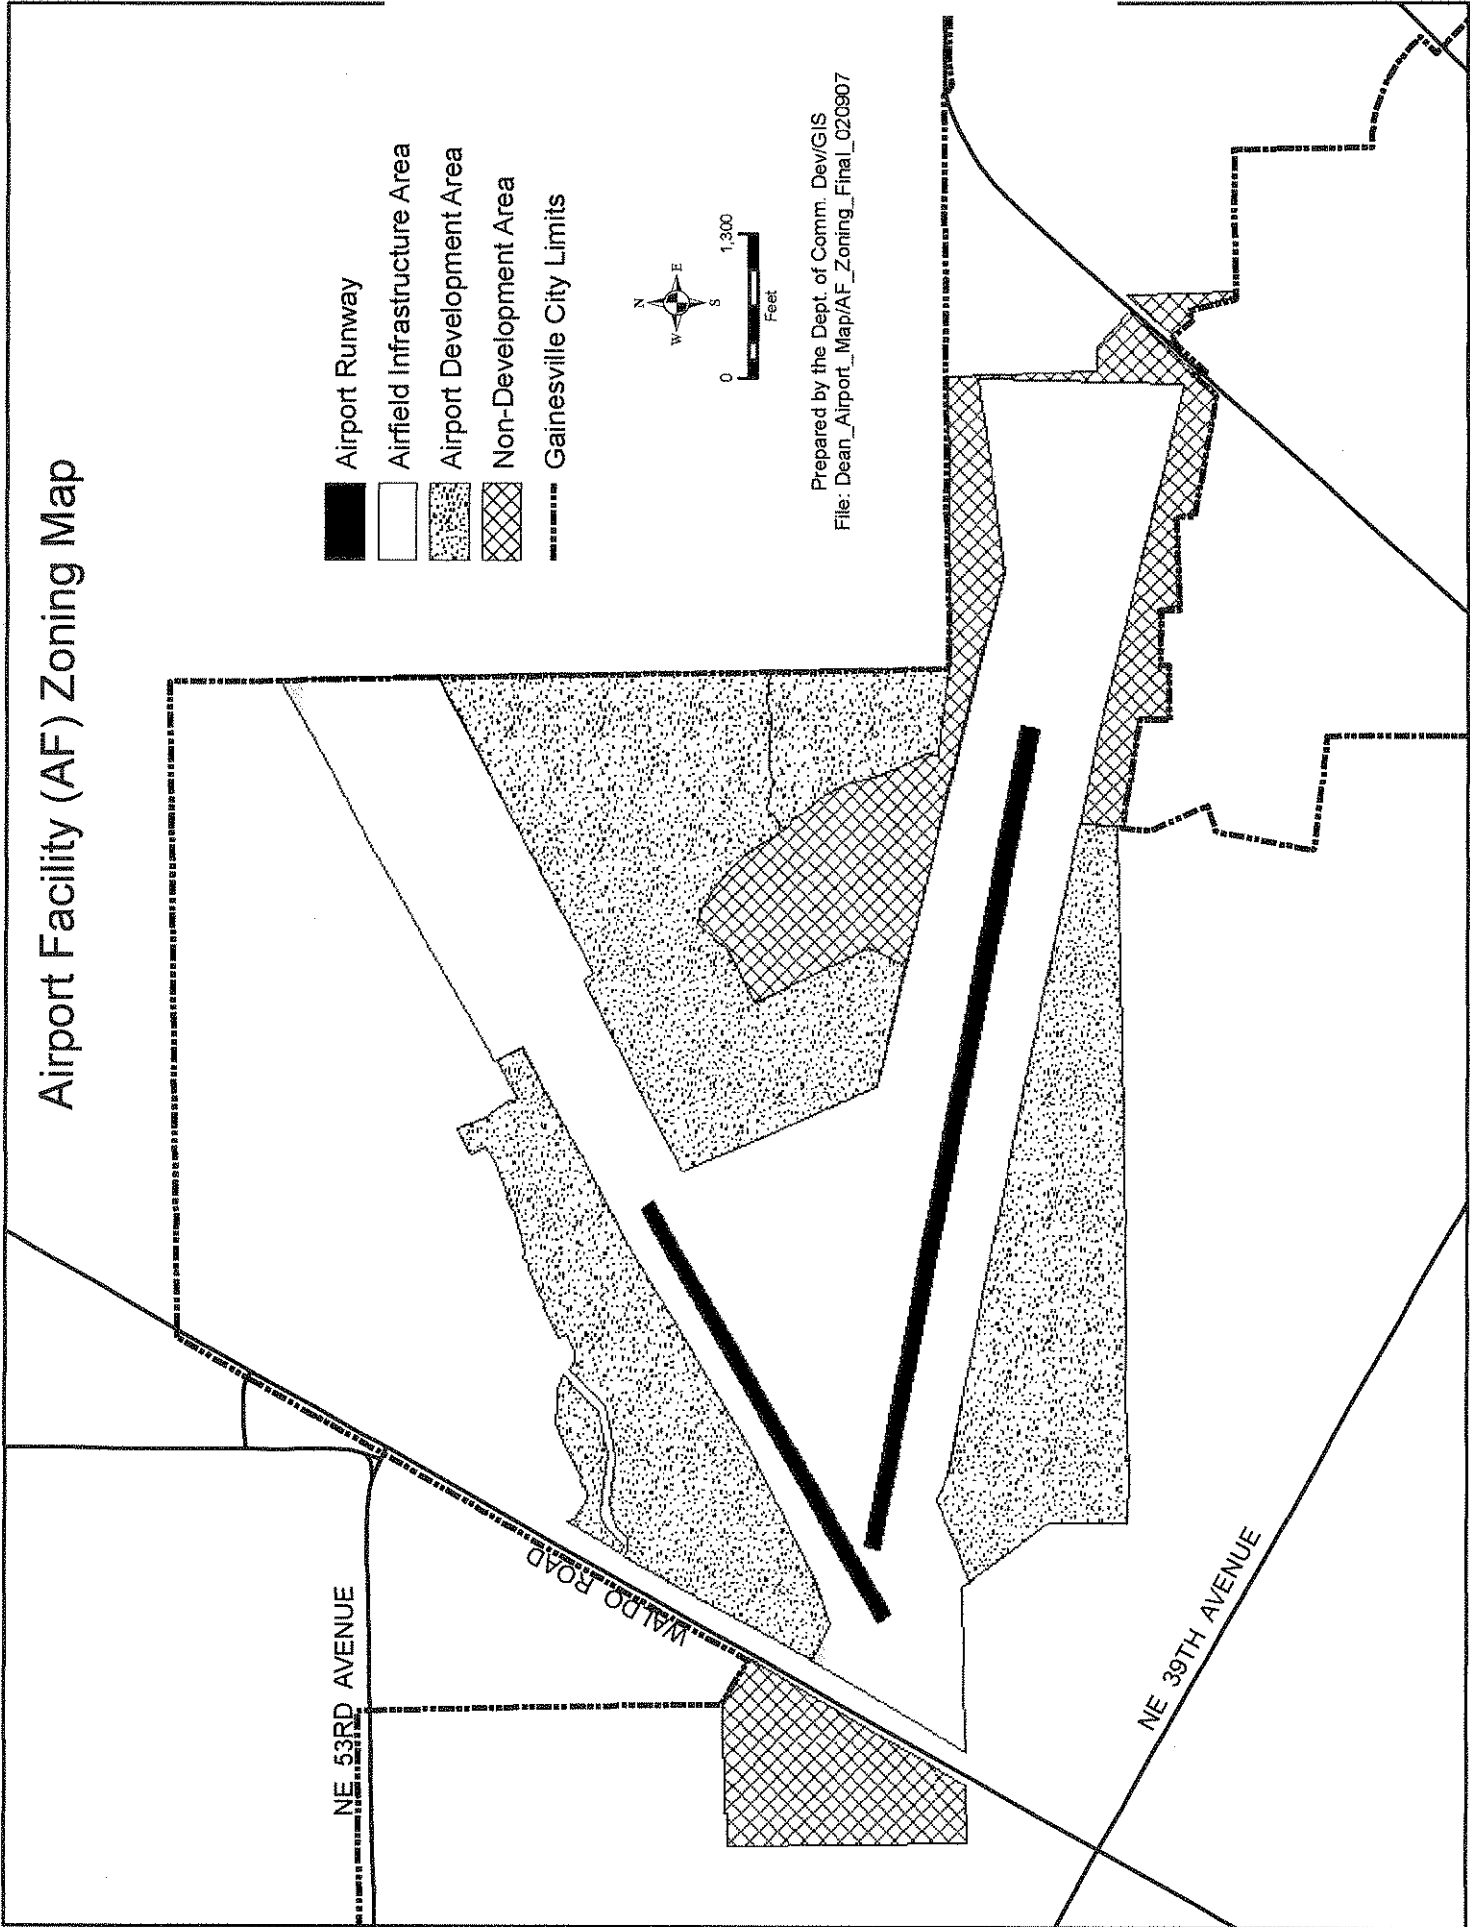 Airport Facility (AF) Zoning Map
Airport Runway
Airfield Infrastructure Area
Airport Development Area
Non-Development Area
Gainesville City Limits
N
W
E
S
0
1,300
Feet
Prepared by the Dept. of Comm. Dev/GIS
File: Dean_Airport_Map/AF_Zoning_Final_020907
NE 53RD AVENUE
WALDO ROAD
NE 39TH AVENUE